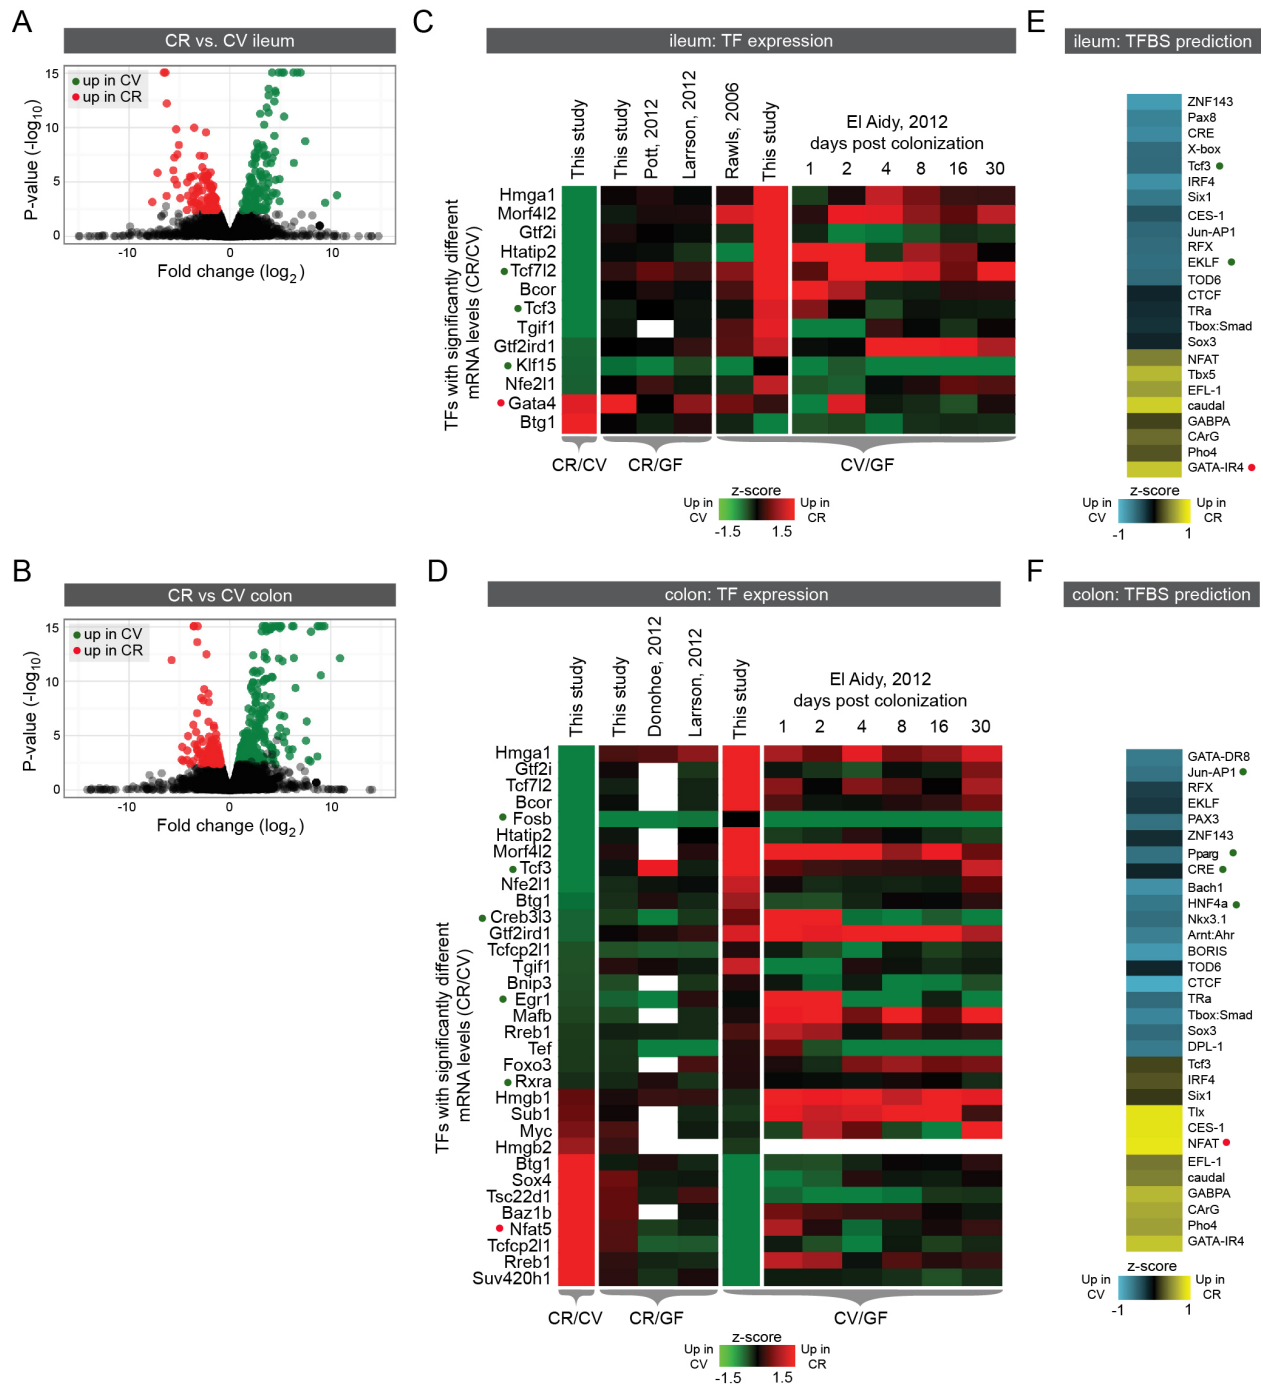 A
CR vs. CV ileum
up in CV
up in CR
15
10
5
0
-10
0
10
P-value (-log10)
Fold change (log2)
B
CR vs CV colon
up in CV
up in CR
15
10
5
0
-10
0
10
P-value (-log10)
Fold change (log2)
C
ileum: TF expression
This study
This study
Pott, 2012
Larrson, 2012
Rawls, 2006
This study
El Aidy, 2012
days post colonization
1 2 4 8 16 30
TFs with significantly different
mRNA levels (CR/CV)
Hmga1
Morf4l2
Gtf2i
Htatip2
Tcf7l2
Bcor
Tcf3
Tgif1
Gtf2ird1
Klf15
Nfe2l1
Gata4
Btg1
CR/CV
CR/GF
CV/GF
z-score
Up in
CV
Up in
CR
-1.5
1.5
D
colon: TF expression
This study
This study
Donohoe, 2012
Larrson, 2012
This study
El Aidy, 2012
days post colonization
1 2 4 8 16 30
TFs with significantly different
mRNA levels (CR/CV)
Hmga1
Gtf2i
Tcf7l2
Bcor
Fosb
Htatip2
Morf4l2
Tcf3
Nfe2l1
Btg1
Creb3l3
Gtf2ird1
Tcfcp2l1
Tgif1
Bnip3
Egr1
Mafb
Rreb1
Tef
Foxo3
Rxra
Hmgb1
Sub1
Myc
Hmgb2
Btg1
Sox4
Tsc22d1
Baz1b
Nfat5
Tcfcp2l1
Rreb1
Suv420h1
CR/CV
CR/GF
CV/GF
z-score
Up in
CV
Up in
CR
-1.5
1.5
E
ileum: TFBS prediction
ZNF143
Pax8
CRE
X-box
Tcf3
IRF4
Six1
CES-1
Jun-AP1
RFX
EKLF
TOD6
CTCF
TRa
Tbox:Smad
Sox3
NFAT
Tbx5
EFL-1
caudal
GABPA
CArG
Pho4
GATA-IR4
z-score
Up in
CV
Up in
CR
-1
1
F
colon: TFBS prediction
GATA-DR8
Jun-AP1
RFX
EKLF
PAX3
ZNF143
Pparg
CRE
Bach1
HNF4a
Nkx3.1
Arnt:Ahr
BORIS
TOD6
CTCF
TRa
Tbox:Smad
Sox3
DPL-1
Tcf3
IRF4
Six1
Tlx
CES-1
NFAT
EFL-1
caudal
GABPA
CArG
Pho4
GATA-IR4
z-score
Up in
CV
Up in
CR
-1
1